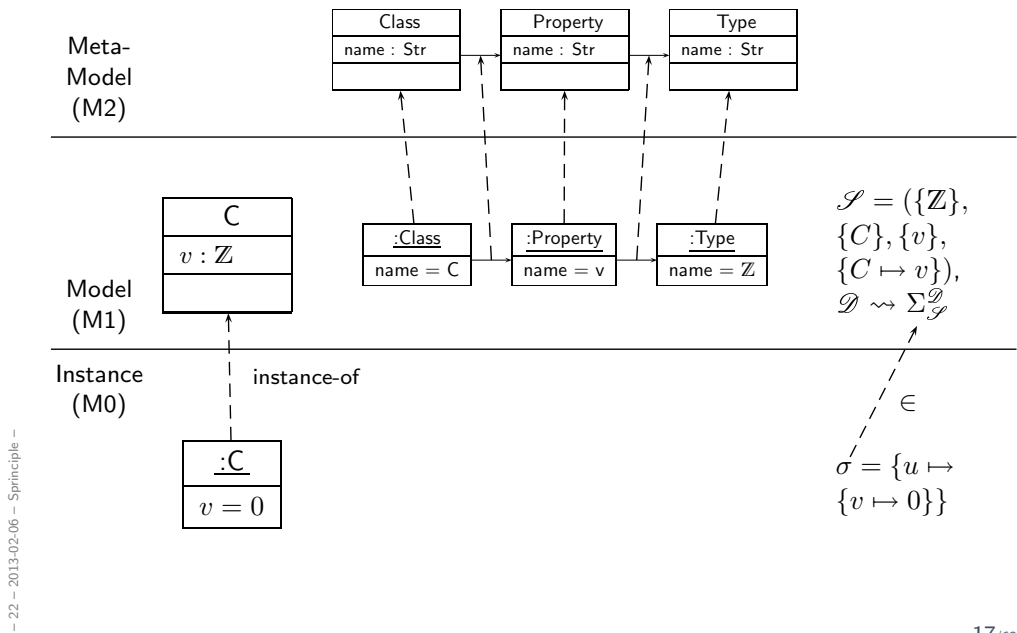 Meta-
Model
(M2)
Class
name : Str
Property
name : Str
Type
name : Str
Model
(M1)
C
v : ℤ
:Class
name = C
:Property
name = v
:Type
name = ℤ
𝒮 = ({ℤ},
{C}, {v},
{C ↦ v}),
𝒟 ⇝ Σ^𝒟_𝒮
Instance
(M0)
instance-of
:C
v = 0
∈
σ = {u ↦
{v ↦ 0}}
– 22 – 2013-02-06 – Sprinciple –
17